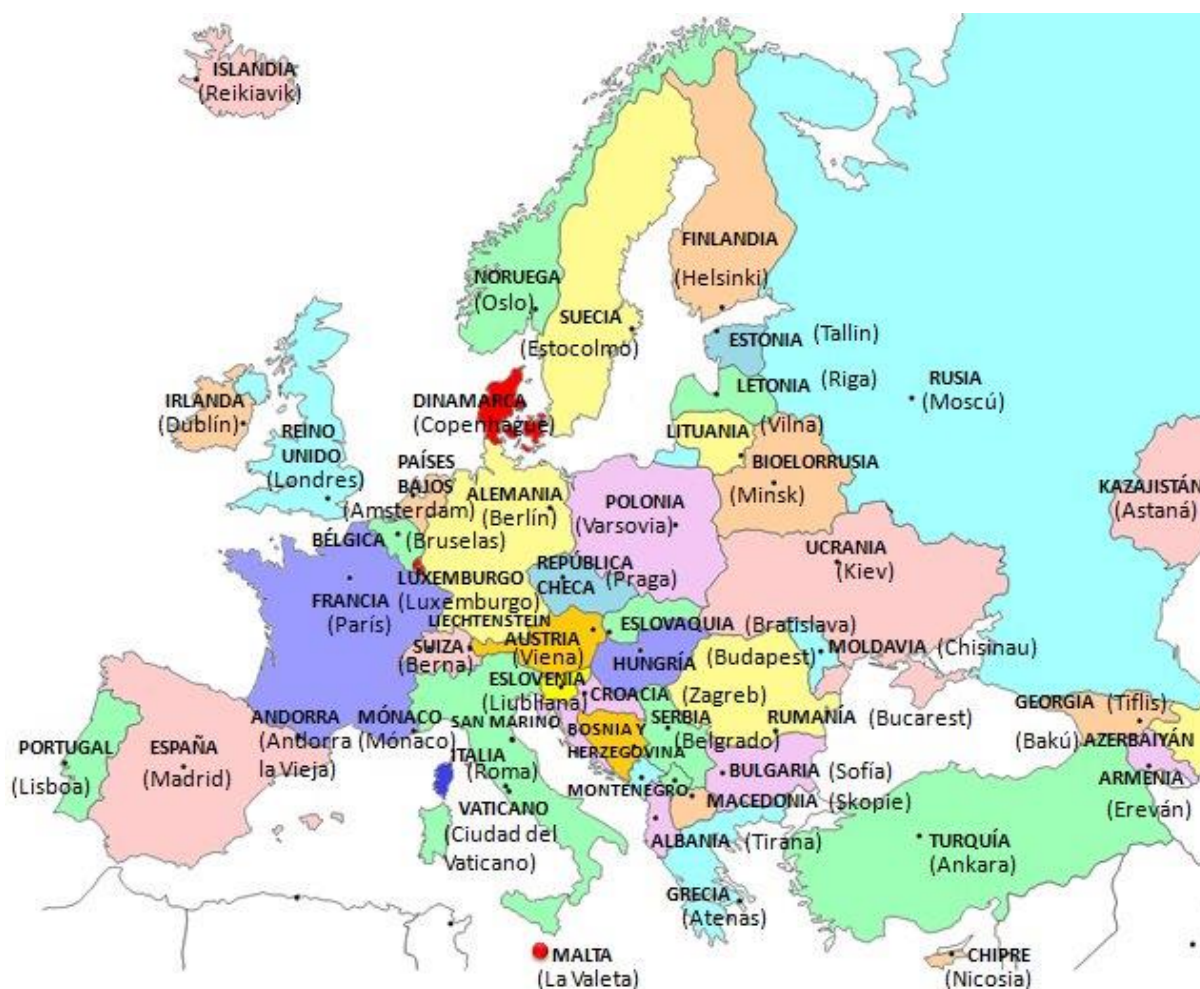 ISLANDIA
(Reikiavik)
FINLANDIA
(Helsinki)
NORUEGA
(Oslo)
SUECIA
(Estocolmo)
ESTONIA (Tallin)
LETONIA (Riga)
RUSIA
(Moscú)
IRLANDA
(Dublín)
DINAMARCA
(Copenhague)
LITUANIA (Vilna)
REINO
UNIDO
(Londres)
PAÍSES
BAJOS
(Amsterdam)
ALEMANIA
(Berlín)
POLONIA
(Varsovia)
BIOELORRUSIA
(Minsk)
KAZAJISTÁN
(Astaná)
BÉLGICA (Bruselas)
UCRANIA
(Kiev)
REPÚBLICA
CHECA (Praga)
LUXEMBURGO
(Luxemburgo)
FRANCIA
(París)
LIECHTENSTEIN
ESLOVAQUIA (Bratislava)
SUIZA
(Berna)
AUSTRIA
(Viena)
HUNGRÍA (Budapest)
MOLDAVIA (Chisinau)
ESLOVENIA
(Liubliana)
CROACIA (Zagreb)
ANDORRA
(Andorra
la Vieja)
MÓNACO
(Mónaco)
SAN MARINO
BOSNIA Y
HERZEGOVINA
SERBIA
(Belgrado)
RUMANÍA (Bucarest)
GEORGIA (Tiflis)
PORTUGAL
(Lisboa)
ESPAÑA
(Madrid)
ITALIA
(Roma)
(Bakú) AZERBAIYÁN
MONTENEGRO
BULGARIA (Sofía)
ARMENIA
(Ereván)
VATICANO
(Ciudad del
Vaticano)
MACEDONIA (Skopie)
ALBANIA (Tirana)
TURQUÍA
(Ankara)
GRECIA
(Atenas)
MALTA
(La Valeta)
CHIPRE
(Nicosia)